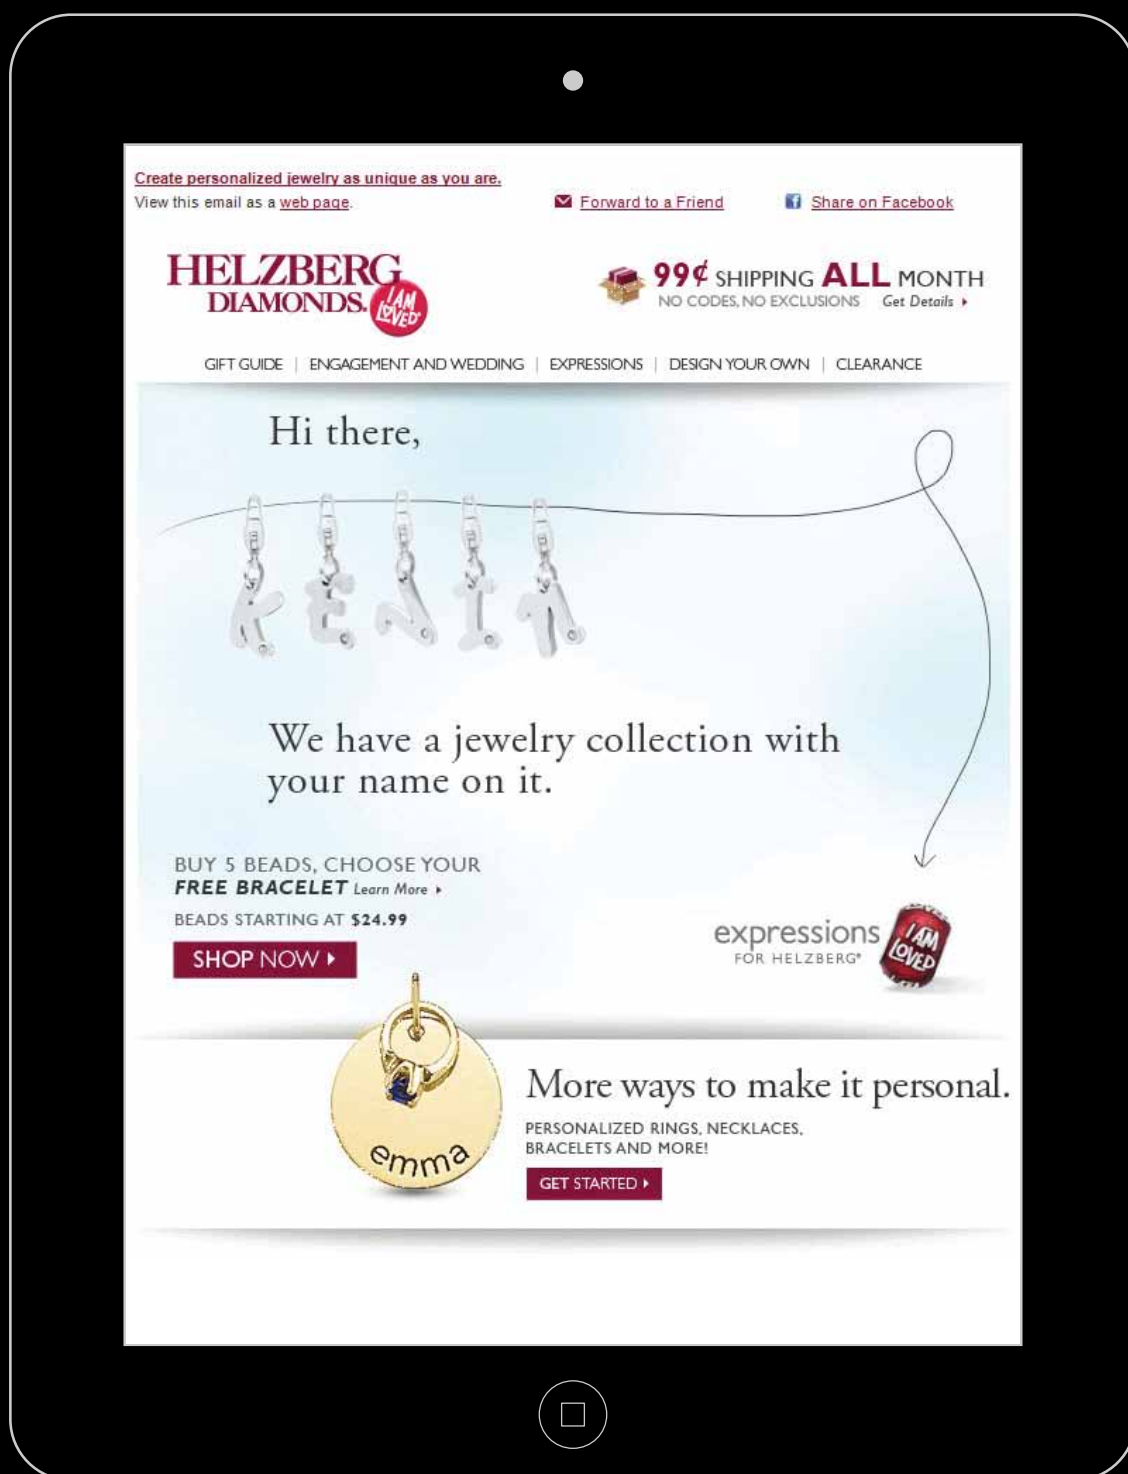 Create personalized jewelry as unique as you are.
View this email as a web page.
Forward to a Friend
Share on Facebook
HELZBERG
DIAMONDS.
I AM
LOVED®
99¢ SHIPPING ALL MONTH
NO CODES, NO EXCLUSIONS Get Details
GIFT GUIDE | ENGAGEMENT AND WEDDING | EXPRESSIONS | DESIGN YOUR OWN | CLEARANCE
Hi there,
KEVIN
We have a jewelry collection with
your name on it.
BUY 5 BEADS, CHOOSE YOUR
FREE BRACELET Learn More
BEADS STARTING AT $24.99
SHOP NOW
expressions
FOR HELZBERG®
I AM
LOVED
emma
More ways to make it personal.
PERSONALIZED RINGS, NECKLACES,
BRACELETS AND MORE!
GET STARTED